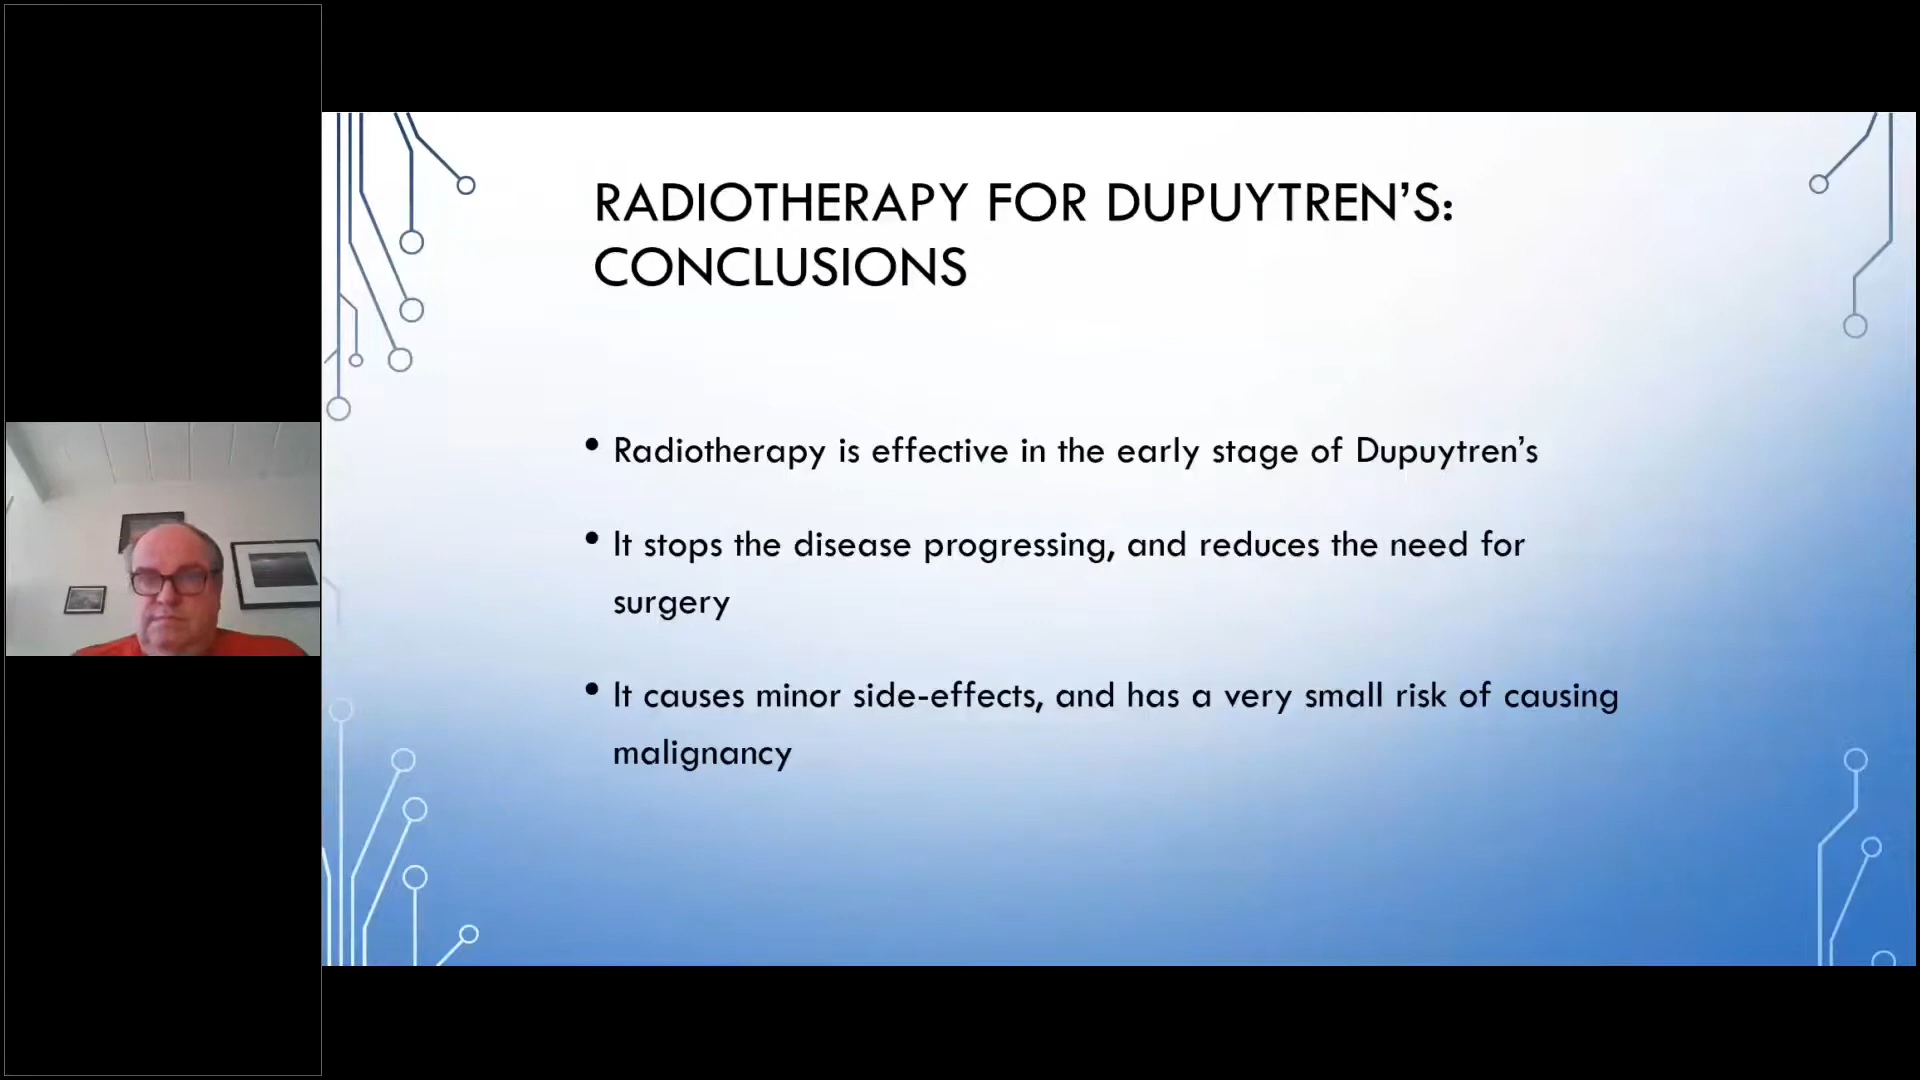 RADIOTHERAPY FOR DUPUYTREN’S:
CONCLUSIONS
• Radiotherapy is effective in the early stage of Dupuytren’s
• It stops the disease progressing, and reduces the need for
surgery
• It causes minor side-effects, and has a very small risk of causing
malignancy